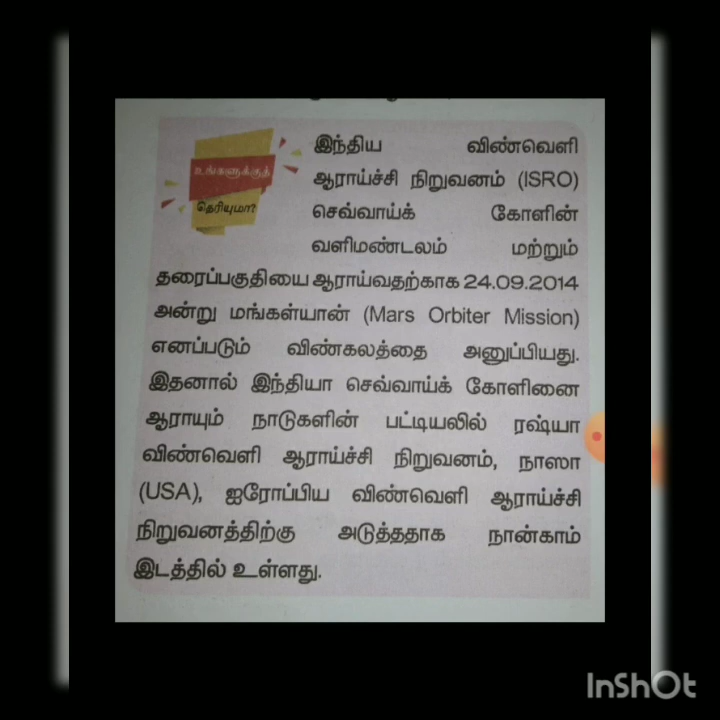 உங்களுக்குத்
தெரியுமா?
இந்திய விண்வெளி
ஆராய்ச்சி நிறுவனம் (ISRO)
செவ்வாய்க் கோளின்
வளிமண்டலம் மற்றும்
தரைப்பகுதியை ஆராய்வதற்காக 24.09.2014
அன்று மங்கள்யான் (Mars Orbiter Mission)
எனப்படும் விண்கலத்தை அனுப்பியது.
இதனால் இந்தியா செவ்வாய்க் கோளினை
ஆராயும் நாடுகளின் பட்டியலில் ரஷ்யா
விண்வெளி ஆராய்ச்சி நிறுவனம், நாஸா
(USA), ஐரோப்பிய விண்வெளி ஆராய்ச்சி
நிறுவனத்திற்கு அடுத்ததாக நான்காம்
இடத்தில் உள்ளது.
InShOt